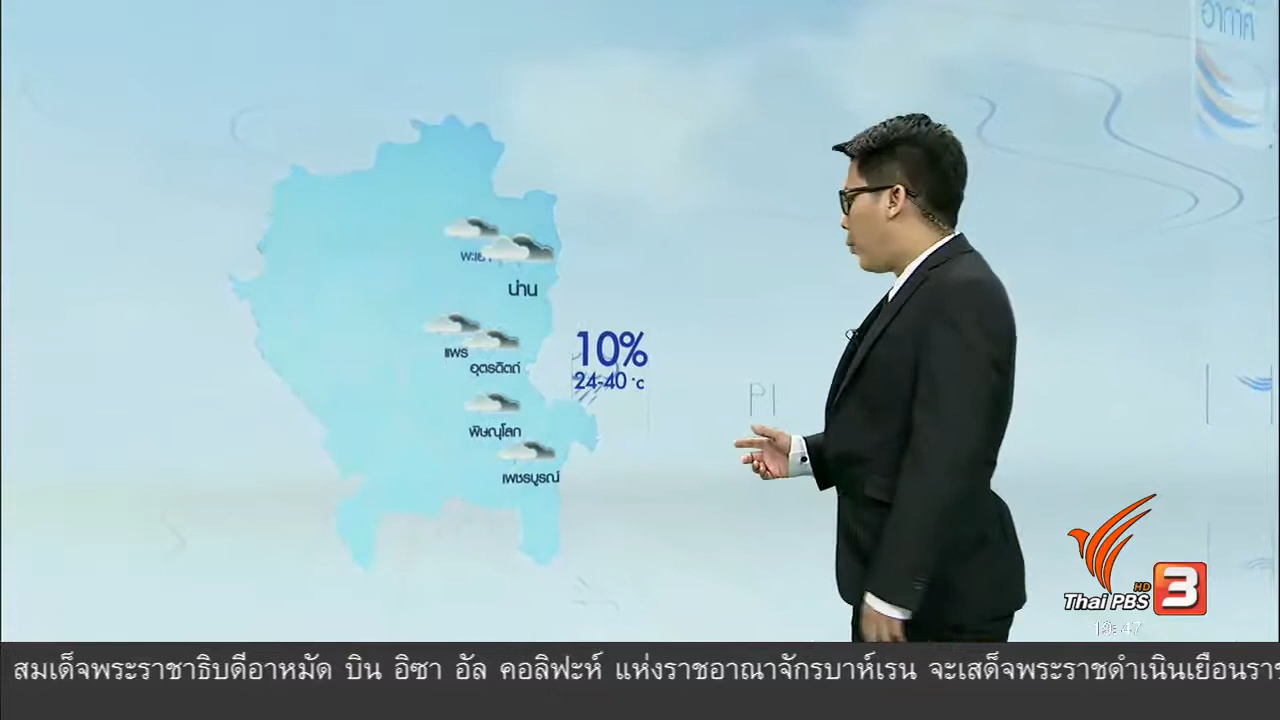 น่าน
แพร่
อุตรดิตถ์
10%
24-40 °c
พิษณุโลก
เพชรบูรณ์
HD
Thai PBS 3
สมเด็จพระราชาธิบดีอาหมัด บิน อิซา อัล คอลิฟะห์ แห่งราชอาณาจักรบาห์เรน จะเสด็จพระราชดำเนินเยือนราช